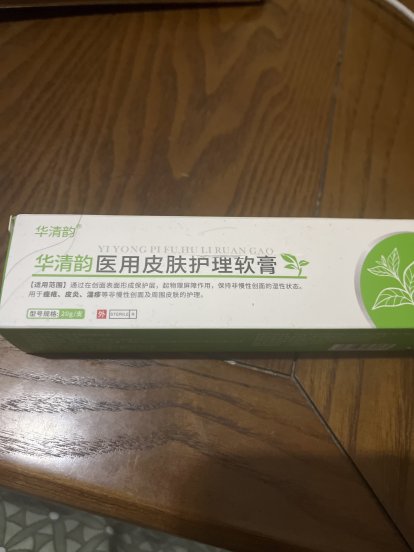 华清韵®
YI YONG PI FU HU LI RUAN GAO
华清韵 医用皮肤护理软膏
【适用范围】通过在创面表面形成保护层，起物理屏障作用，保持非慢性创面的湿性状态。
用于瘙痒、皮炎、湿疹等非慢性创面及周围皮肤的护理。
型号规格: 20g/支 外 STERILE R